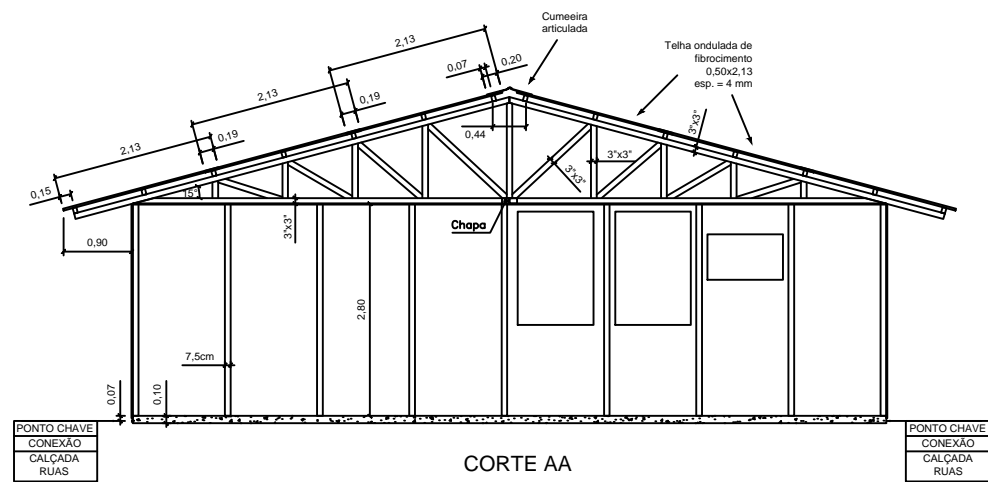 Cumeeira
articulada
2,13
0,07
0,20
Telha ondulada de
fibrocimento
0,50x2,13
esp. = 4 mm
2,13
0,19
2,13
0,19
0,44
3"x3"
3"x3"
3"x3"
0,15
15°
3"x3"
Chapa
0,90
2,80
7,5cm
0,07
0,10
PONTO CHAVE
CONEXÃO
CALÇADA
RUAS
CORTE AA
PONTO CHAVE
CONEXÃO
CALÇADA
RUAS